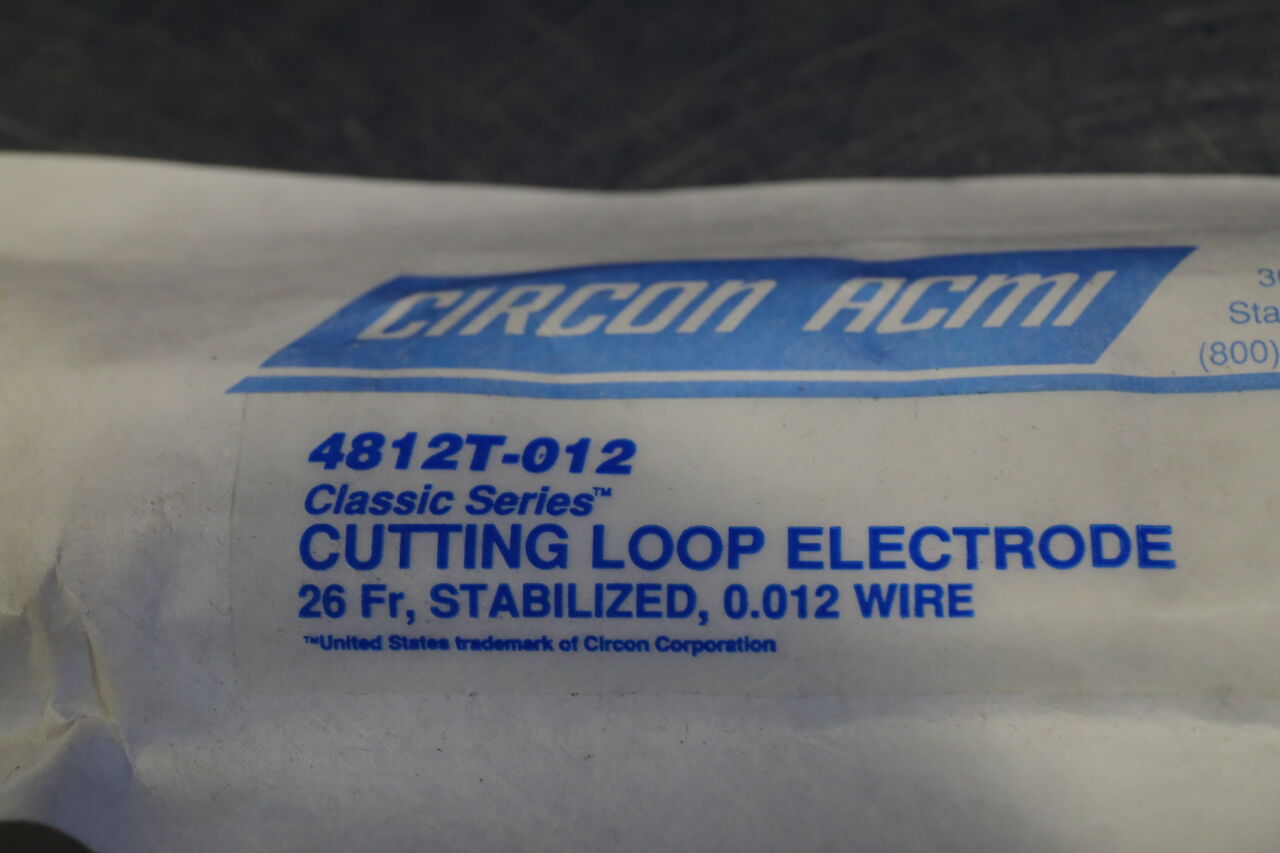 CIRCON ACMI
(800)
4812T-012
Classic Series™
CUTTING LOOP ELECTRODE
26 Fr, STABILIZED, 0.012 WIRE
™United States trademark of Circon Corporation